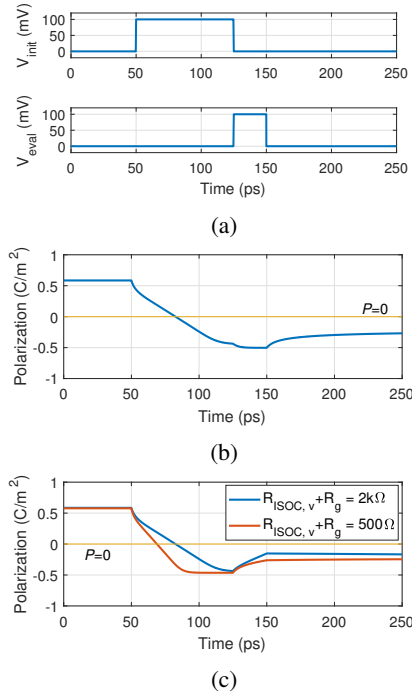 V_init (mV)
100
50
0
0 50 100 150 200 250
V_eval (mV)
100
50
0
0 50 100 150 200 250
Time (ps)
(a)
Polarization (C/m²)
1
0.5
0
-0.5
-1
P=0
0 50 100 150 200 250
Time (ps)
(b)
Polarization (C/m²)
1
0.5
0
-0.5
-1
R_ISOC, v+R_g = 2kΩ
R_ISOC, v+R_g = 500Ω
P=0
0 50 100 150 200 250
Time (ps)
(c)